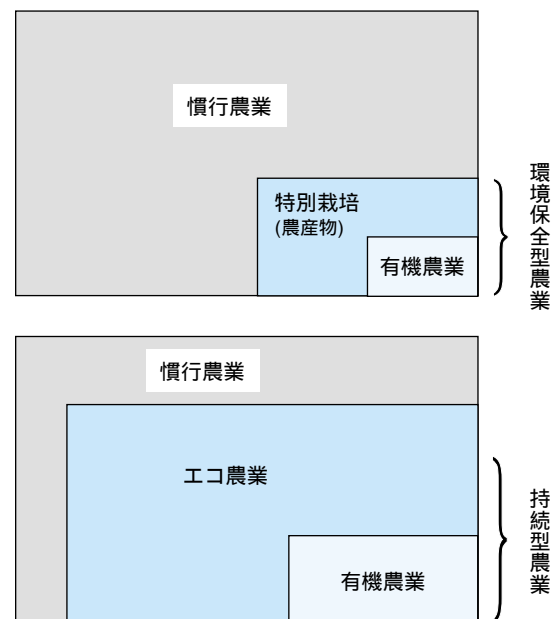 慣行農業
特別栽培
(農産物)
有機農業
環境保全型農業
慣行農業
エコ農業
有機農業
持続型農業